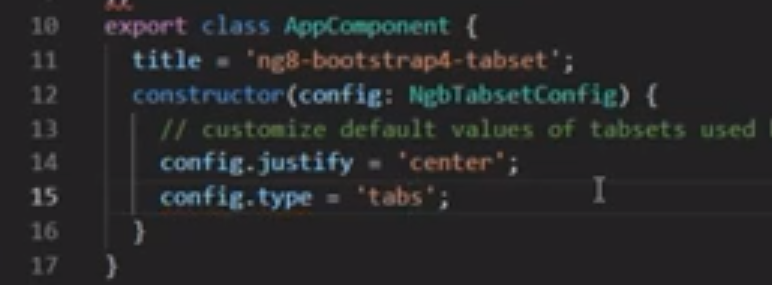 10 export class AppComponent {
11 title = 'ng8-bootstrap4-tabset';
12 constructor(config: NgbTabsetConfig) {
13 // customize default values of tabsets used
14 config.justify = 'center';
15 config.type = 'tabs';
16 }
17 }